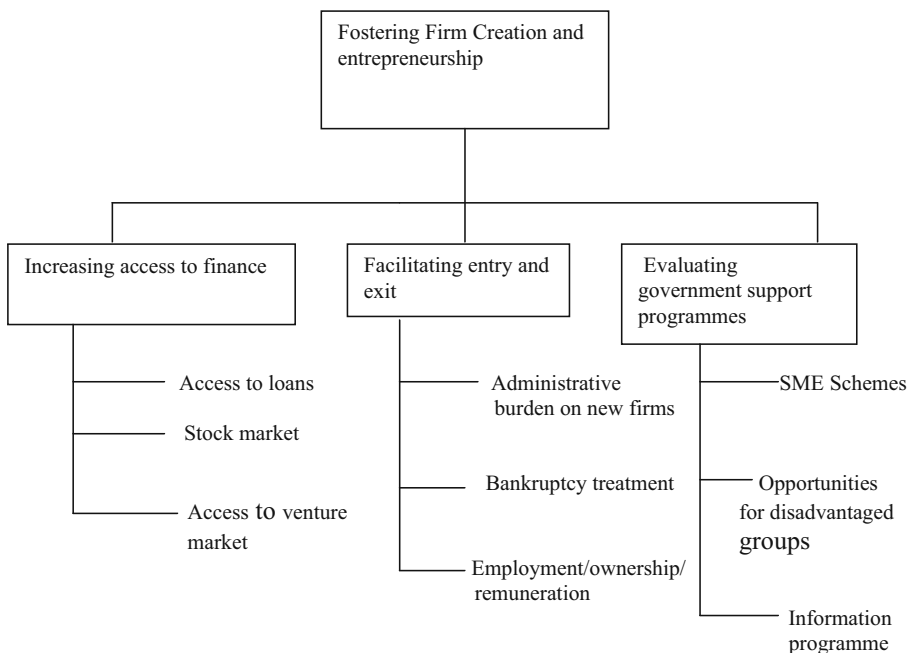 Fostering Firm Creation and
entrepreneurship
Increasing access to finance
Facilitating entry and
exit
Evaluating
government support
programmes
Access to loans
Stock market
Access to venture
market
Administrative
burden on new firms
Bankruptcy treatment
Employment/ownership/
remuneration
SME Schemes
Opportunities
for disadvantaged
groups
Information
programme